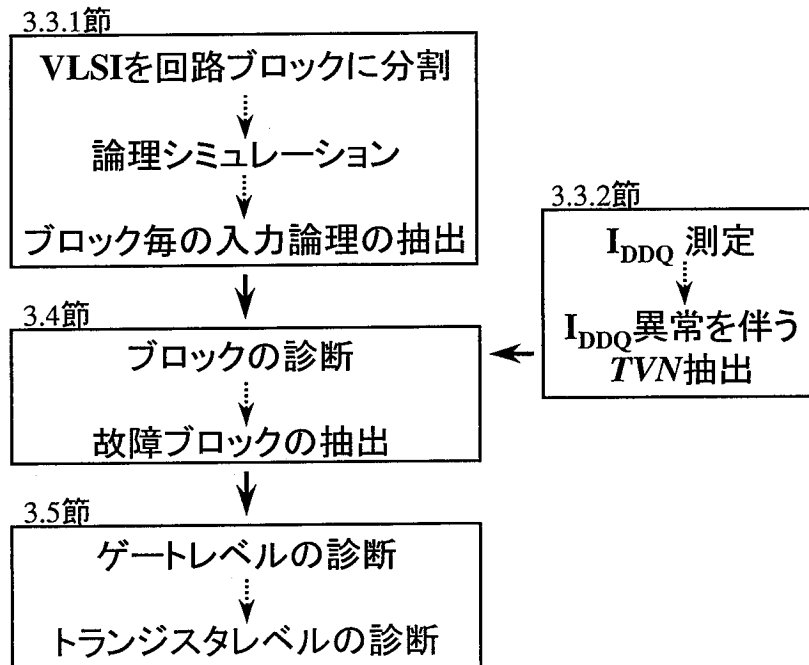 3.3.1節
VLSIを回路ブロックに分割
論理シミュレーション
ブロック毎の入力論理の抽出
3.3.2節
IDDQ 測定
IDDQ異常を伴う
TVN抽出
3.4節
ブロックの診断
故障ブロックの抽出
3.5節
ゲートレベルの診断
トランジスタレベルの診断